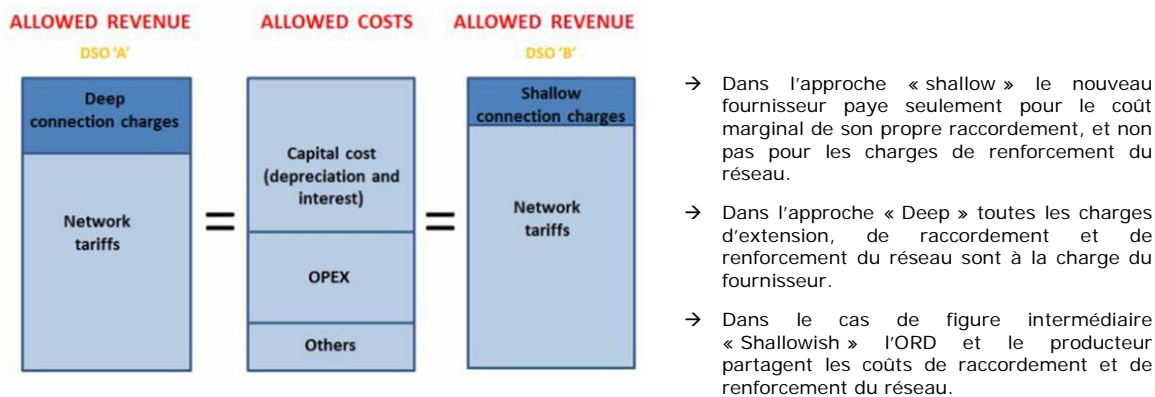 ALLOWED REVENUE
DSO 'A'
Deep
connection charges
Network
tariffs
=
ALLOWED COSTS
Capital cost
(depreciation and
interest)
OPEX
Others
=
ALLOWED REVENUE
DSO 'B'
Shallow
connection charges
Network
tariffs
→ Dans l'approche « shallow » le nouveau
fournisseur paye seulement pour le coût
marginal de son propre raccordement, et non
pas pour les charges de renforcement du
réseau.
→ Dans l'approche « Deep » toutes les charges
d'extension, de raccordement et de
renforcement du réseau sont à la charge du
fournisseur.
→ Dans le cas de figure intermédiaire
« Shallowish » l'ORD et le producteur
partagent les coûts de raccordement et de
renforcement du réseau.